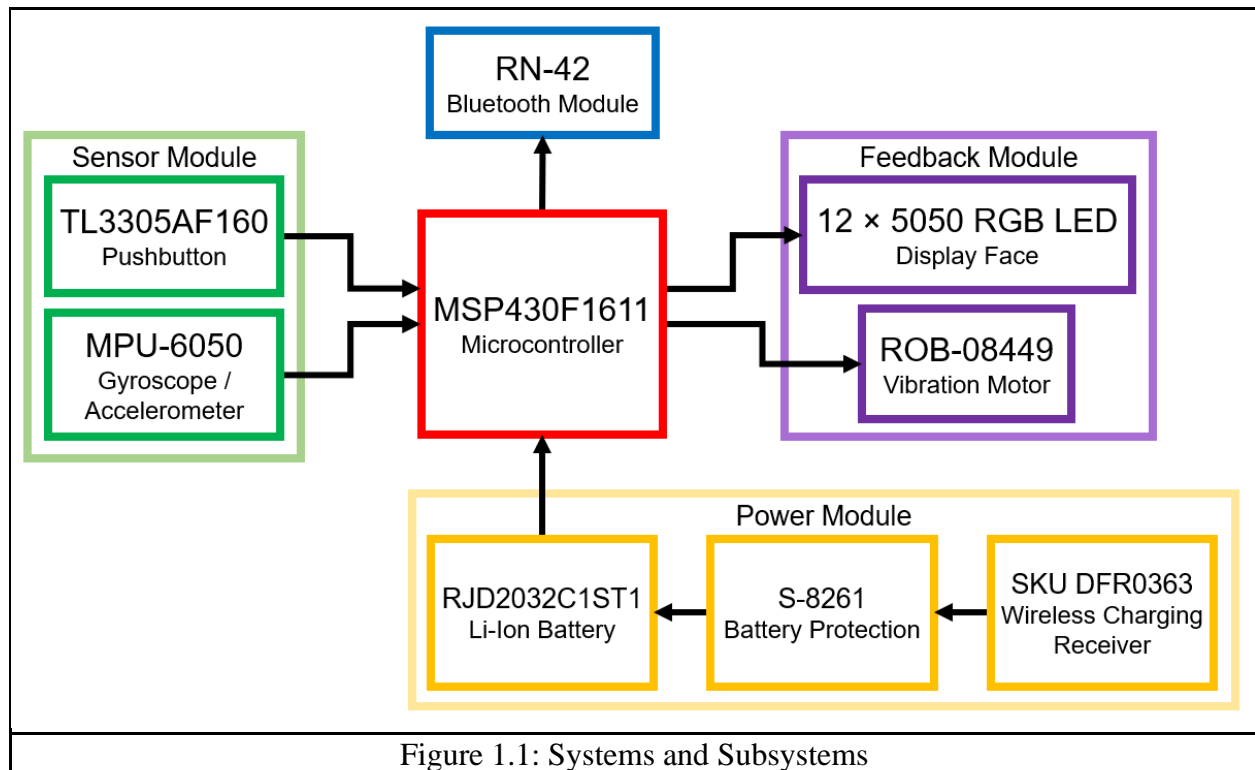 RN-42
Bluetooth Module
Sensor Module
TL3305AF160
Pushbutton
MPU-6050
Gyroscope /
Accelerometer
MSP430F1611
Microcontroller
Feedback Module
12 × 5050 RGB LED
Display Face
ROB-08449
Vibration Motor
Power Module
RJD2032C1ST1
Li-Ion Battery
S-8261
Battery Protection
SKU DFR0363
Wireless Charging
Receiver
Figure 1.1: Systems and Subsystems